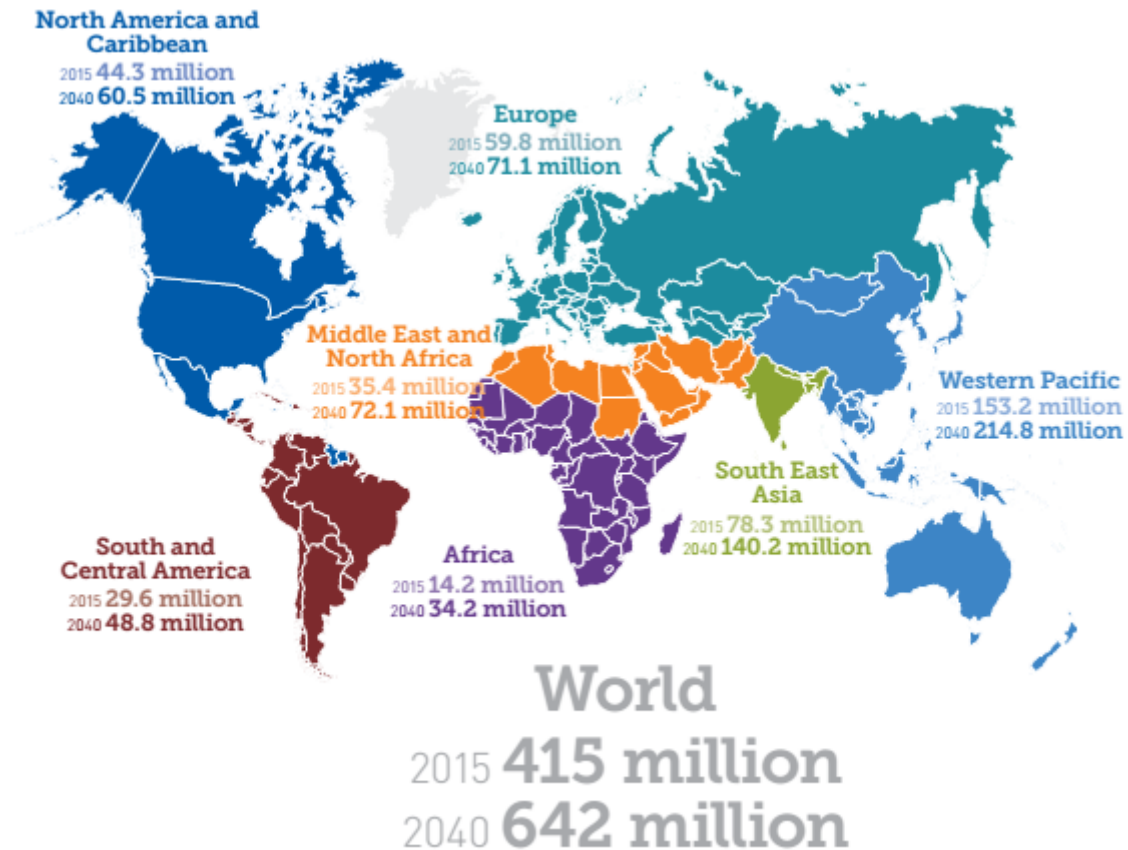 North America and
Caribbean
2015 44.3 million
2040 60.5 million
Europe
2015 59.8 million
2040 71.1 million
Middle East and
North Africa
2015 35.4 million
2040 72.1 million
Western Pacific
2015 153.2 million
2040 214.8 million
South East
Asia
2015 78.3 million
2040 140.2 million
South and
Central America
2015 29.6 million
2040 48.8 million
Africa
2015 14.2 million
2040 34.2 million
World
2015 415 million
2040 642 million